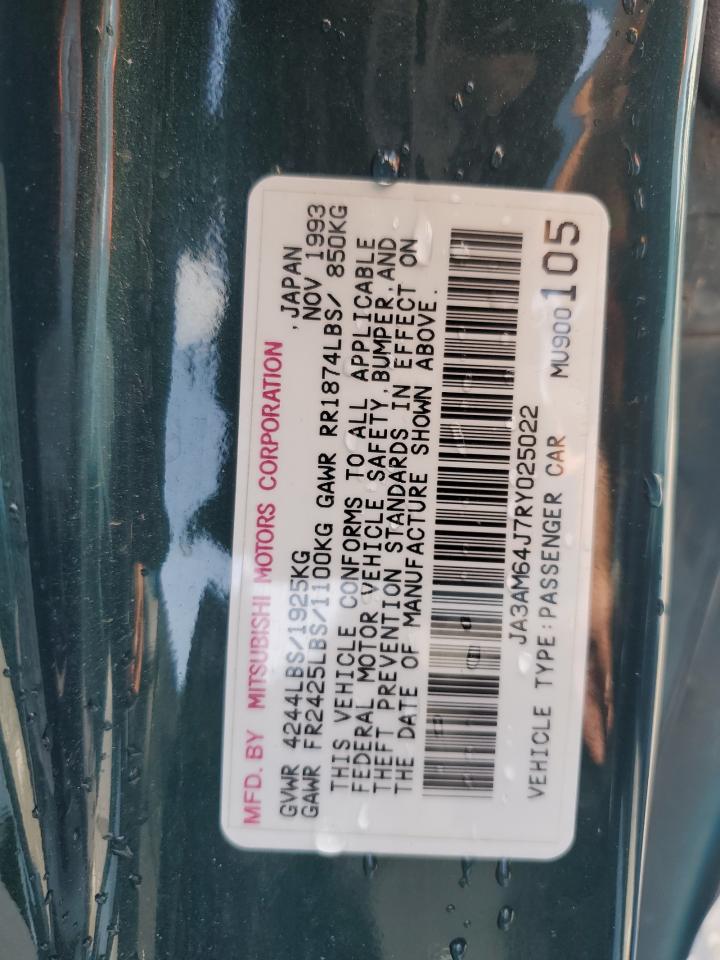 MFD. BY MITSUBISHI MOTORS CORPORATION , JAPAN
GVWR 4244LBS/1925KG NOV 1993
GAWR FR2425LBS/1100KG GAWR RR1874LBS/ 850KG
THIS VEHICLE CONFORMS TO ALL APPLICABLE
FEDERAL MOTOR VEHICLE SAFETY,BUMPER,AND
THEFT PREVENTION STANDARDS IN EFFECT ON
THE DATE OF MANUFACTURE SHOWN ABOVE.
JA3AM64J7RY025022
VEHICLE TYPE:PASSENGER CAR MU900105